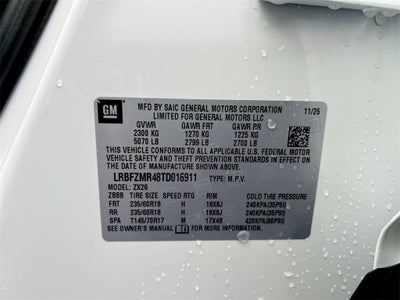 GM
MFD BY SAIC GENERAL MOTORS CORPORATION
LIMITED FOR GENERAL MOTORS LLC
11/25
GVWR GAWR FRT GAWR RR
2300 KG 1270 KG 1225 KG
5070 LB 2799 LB 2700 LB
THIS VEHICLE CONFORMS TO ALL APPLICABLE U.S.
FEDERAL MOTOR VEHICLE SAFETY AND THEFT PREVENTION
STANDARDS IN EFFECT ON THE DATE OF MANUFACTURE SHOWN ABOVE.
LRBFZMR48TD016911 TYPE: M.P.V.
MODEL: ZX26
ZBBB TIRE SIZE SPEED RTG RIM COLD TIRE PRESSURE
FRT 235/60R18 H 18X8J 240KPA(35PSI)
RR 235/60R18 H 18X8J 240KPA(35PSI)
SPA T145/70R17 M 17X4B 420KPA(60PSI)
SEE OWNER'S MANUAL